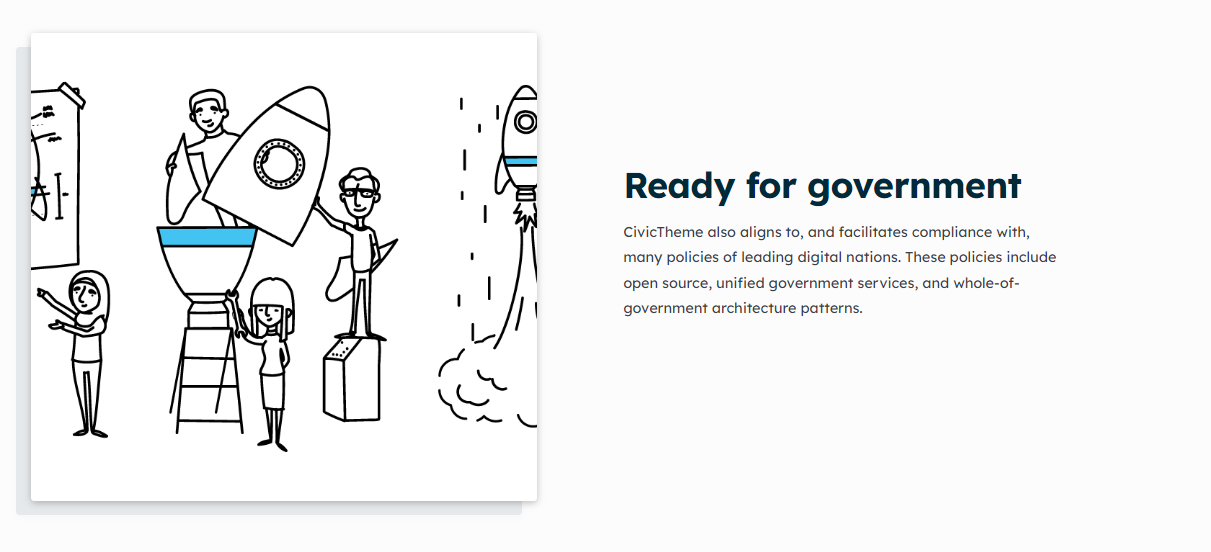 Ready for government
CivicTheme also aligns to, and facilitates compliance with,
many policies of leading digital nations. These policies include
open source, unified government services, and whole-of-
government architecture patterns.